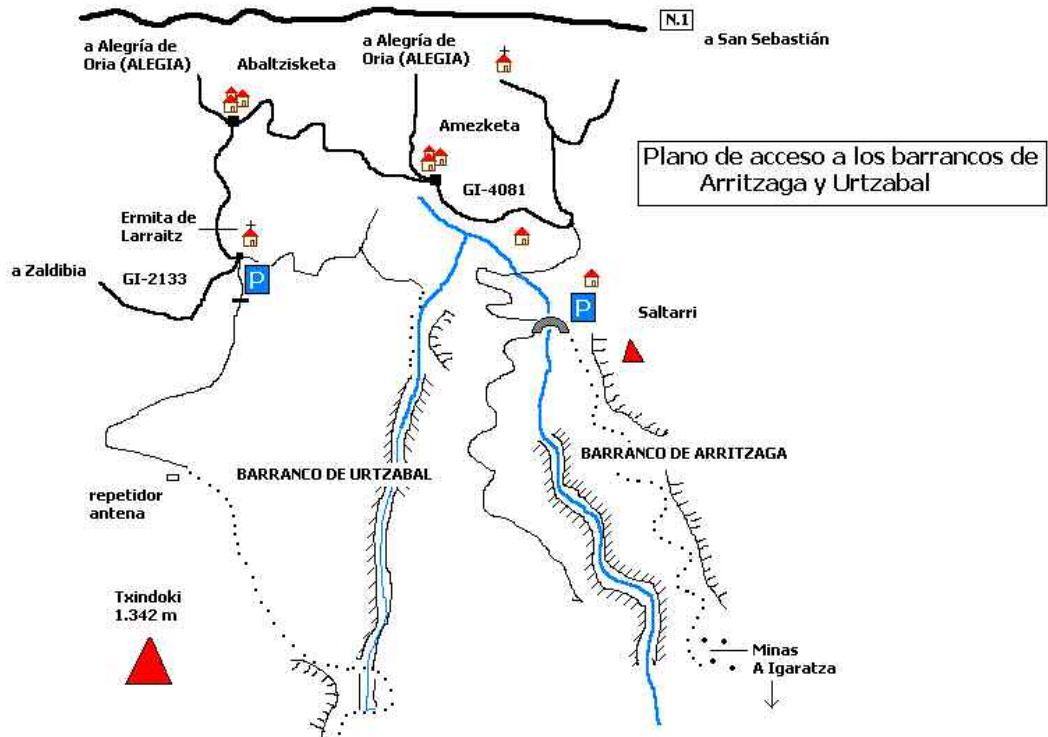 N.1
a San Sebastián
a Alegría de
Oria (ALEGIA)
Abaltzisketa
a Alegría de
Oria (ALEGIA)
Amezketa
Plano de acceso a los barrancos de
Arritzaga y Urtzabal
GI-4081
Ermita de
Larraitz
a Zaldibia
GI-2133
P
P
Saltarri
BARRANCO DE URTZABAL
BARRANCO DE ARRITZAGA
repetidor
antena
Txindoki
1.342 m
Minas
A Igaratza